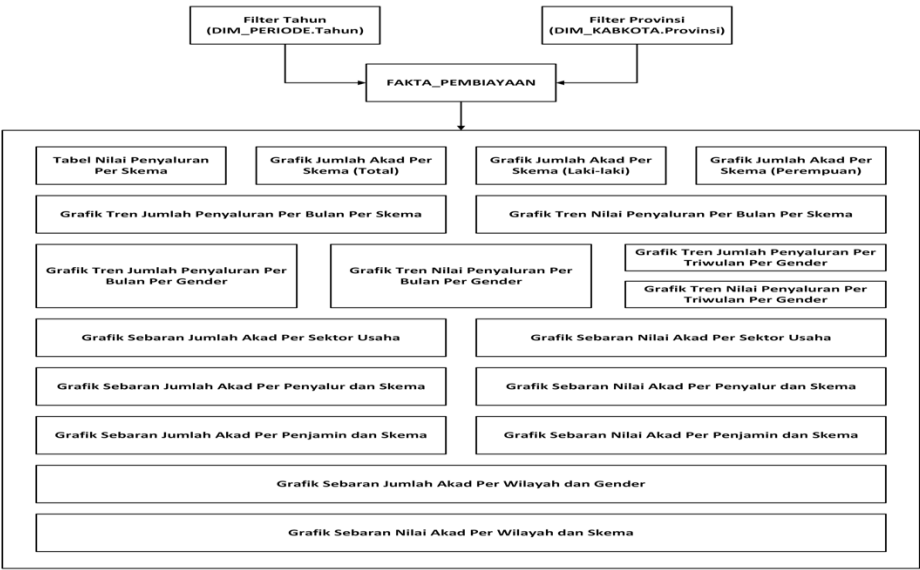 Filter Tahun
(DIM_PERIODE.Tahun)
Filter Provinsi
(DIM_KABKOTA.Provinsi)
FAKTA_PEMBIAYAAN
Tabel Nilai Penyaluran
Per Skema
Grafik Jumlah Akad Per
Skema (Total)
Grafik Jumlah Akad Per
Skema (Laki-laki)
Grafik Jumlah Akad Per
Skema (Perempuan)
Grafik Tren Jumlah Penyaluran Per Bulan Per Skema
Grafik Tren Nilai Penyaluran Per Bulan Per Skema
Grafik Tren Jumlah Penyaluran Per
Bulan Per Gender
Grafik Tren Nilai Penyaluran Per
Bulan Per Gender
Grafik Tren Jumlah Penyaluran Per
Triwulan Per Gender
Grafik Tren Nilai Penyaluran Per
Triwulan Per Gender
Grafik Sebaran Jumlah Akad Per Sektor Usaha
Grafik Sebaran Nilai Akad Per Sektor Usaha
Grafik Sebaran Jumlah Akad Per Penyalur dan Skema
Grafik Sebaran Nilai Akad Per Penyalur dan Skema
Grafik Sebaran Jumlah Akad Per Penjamin dan Skema
Grafik Sebaran Nilai Akad Per Penjamin dan Skema
Grafik Sebaran Jumlah Akad Per Wilayah dan Gender
Grafik Sebaran Nilai Akad Per Wilayah dan Skema